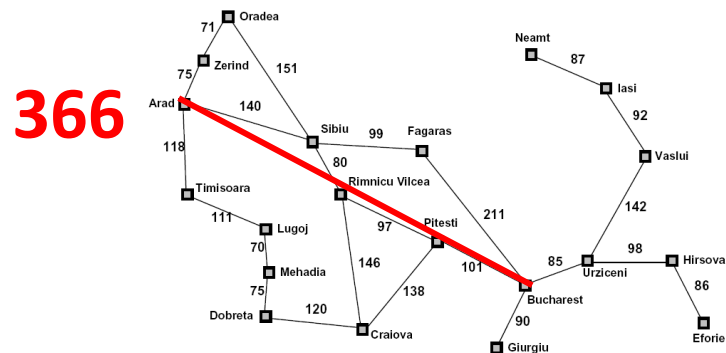 Oradea
71
Neamt
Zerind
87
151
75
Iasi
366
Arad
140
92
Sibiu
99
Fagaras
118
80
Vaslui
Timisoara
Rimnicu Vilcea
142
111
211
Lugoj
97
Pitesti
70
98
Hirsova
146
101
85
Mehadia
Urziceni
75
138
86
120
Bucharest
Dobreta
90
Craiova
Eforie
Giurgiu